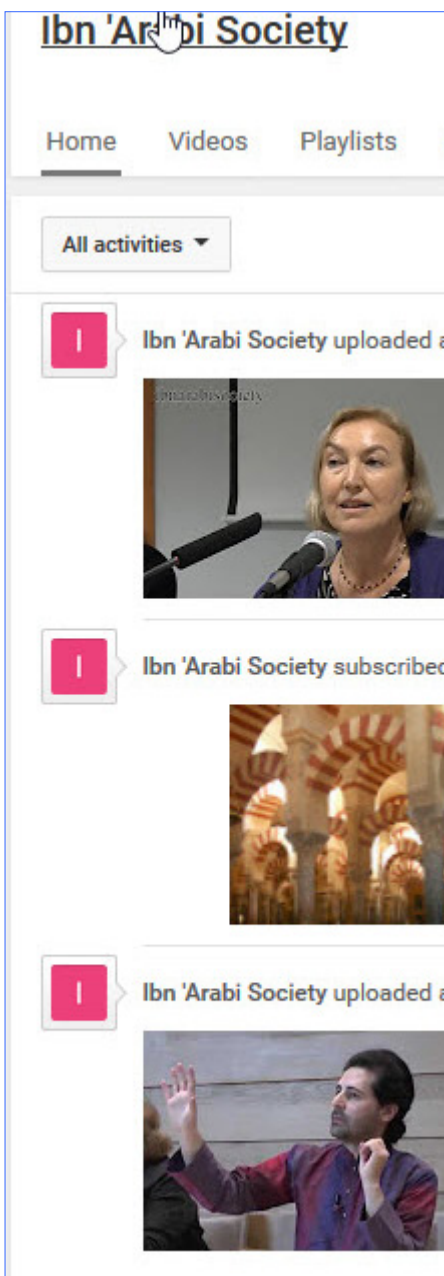 Ibn 'Arabi Society
Home Videos Playlists
All activities
I
Ibn 'Arabi Society uploaded a
ibnarabisociety
I
Ibn 'Arabi Society subscribed
I
Ibn 'Arabi Society uploaded a